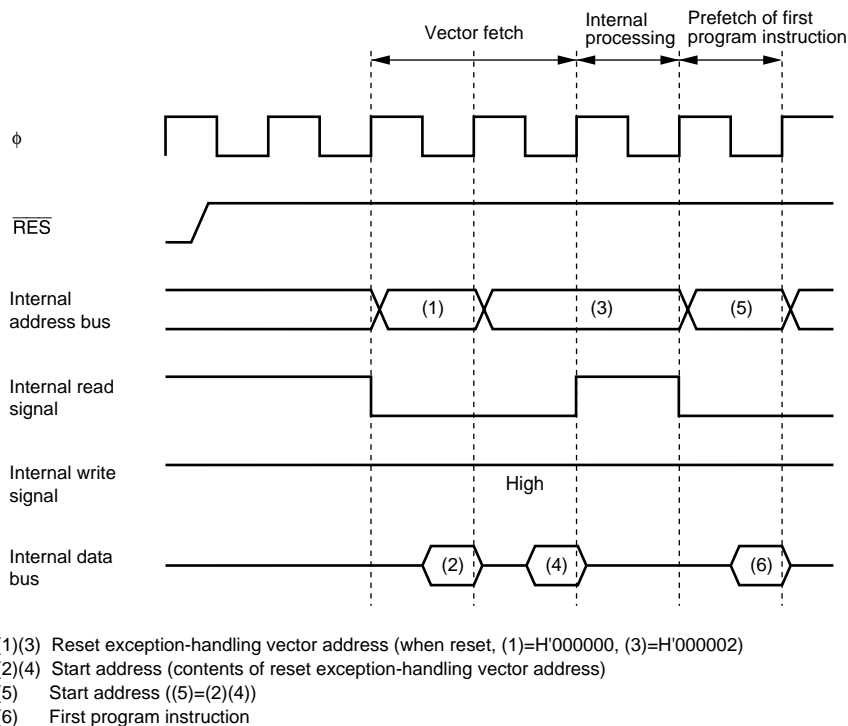 Vector fetch
Internal
processing
Prefetch of first
program instruction
ϕ
RES
Internal
address bus
(1)
(3)
(5)
Internal read
signal
Internal write
signal
High
Internal data
bus
(2)
(4)
(6)
1)(3) Reset exception-handling vector address (when reset, (1)=H'000000, (3)=H'000002)
2)(4) Start address (contents of reset exception-handling vector address)
5) Start address ((5)=(2)(4))
6) First program instruction